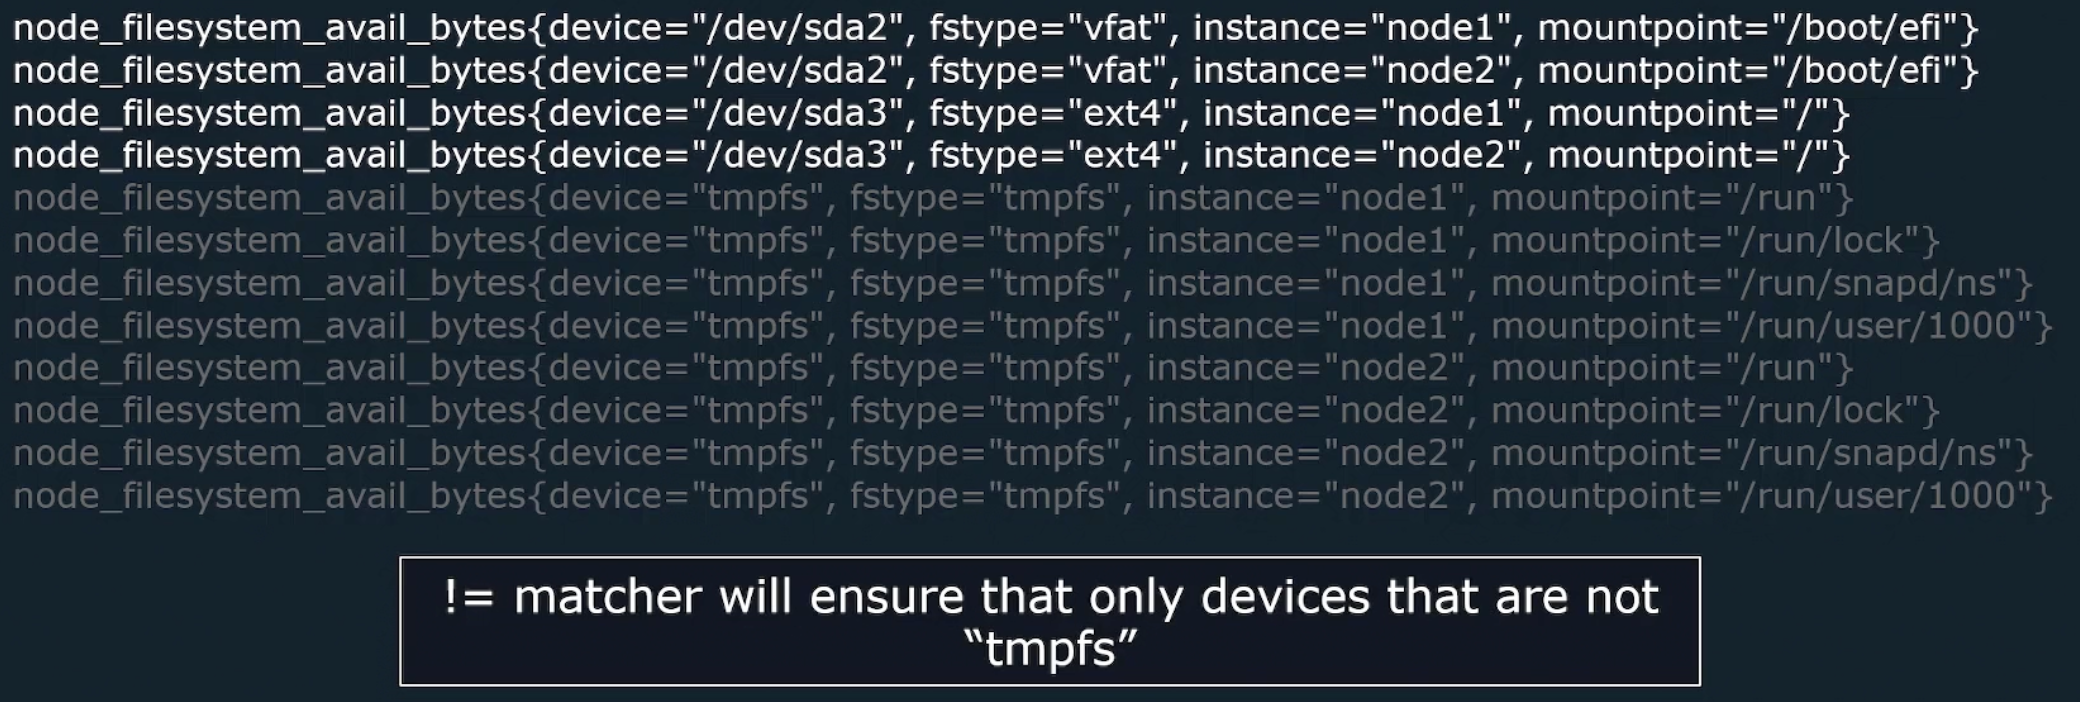 node_filesystem_avail_bytes{device="/dev/sda2", fstype="vfat", instance="node1", mountpoint="/boot/efi"}
node_filesystem_avail_bytes{device="/dev/sda2", fstype="vfat", instance="node2", mountpoint="/boot/efi"}
node_filesystem_avail_bytes{device="/dev/sda3", fstype="ext4", instance="node1", mountpoint="/"}
node_filesystem_avail_bytes{device="/dev/sda3", fstype="ext4", instance="node2", mountpoint="/"}
node_filesystem_avail_bytes{device="tmpfs", fstype="tmpfs", instance="node1", mountpoint="/run"}
node_filesystem_avail_bytes{device="tmpfs", fstype="tmpfs", instance="node1", mountpoint="/run/lock"}
node_filesystem_avail_bytes{device="tmpfs", fstype="tmpfs", instance="node1", mountpoint="/run/snapd/ns"}
node_filesystem_avail_bytes{device="tmpfs", fstype="tmpfs", instance="node1", mountpoint="/run/user/1000"}
node_filesystem_avail_bytes{device="tmpfs", fstype="tmpfs", instance="node2", mountpoint="/run"}
node_filesystem_avail_bytes{device="tmpfs", fstype="tmpfs", instance="node2", mountpoint="/run/lock"}
node_filesystem_avail_bytes{device="tmpfs", fstype="tmpfs", instance="node2", mountpoint="/run/snapd/ns"}
node_filesystem_avail_bytes{device="tmpfs", fstype="tmpfs", instance="node2", mountpoint="/run/user/1000"}
!= matcher will ensure that only devices that are not
“tmpfs”